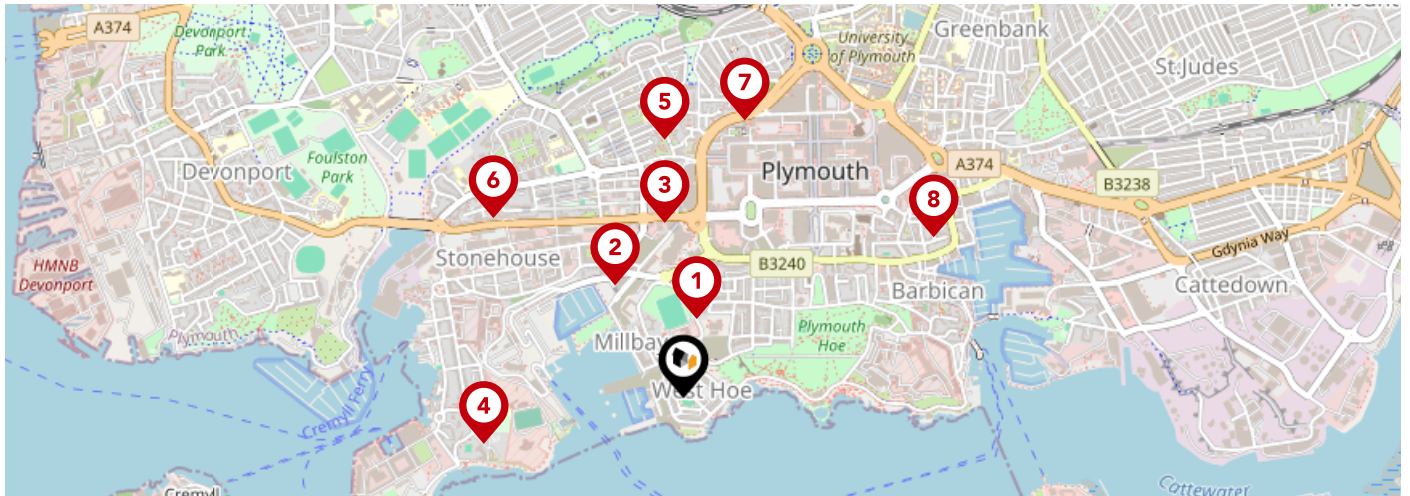 A374
Devonport
Park
University
of Plymouth
Greenbank
St.Judes
7
5
Foulston
Park
Devonport
6
3
Plymouth
A374
B3238
8
2
Stonehouse
HMNB
Devonport
B3240
1
Barbican
Gdynia Way
Cattedown
Plymouth
Millbay
Plymouth
Hoe
West Hoe
4
Cremyll Ferry
Cremyll
Cattewater